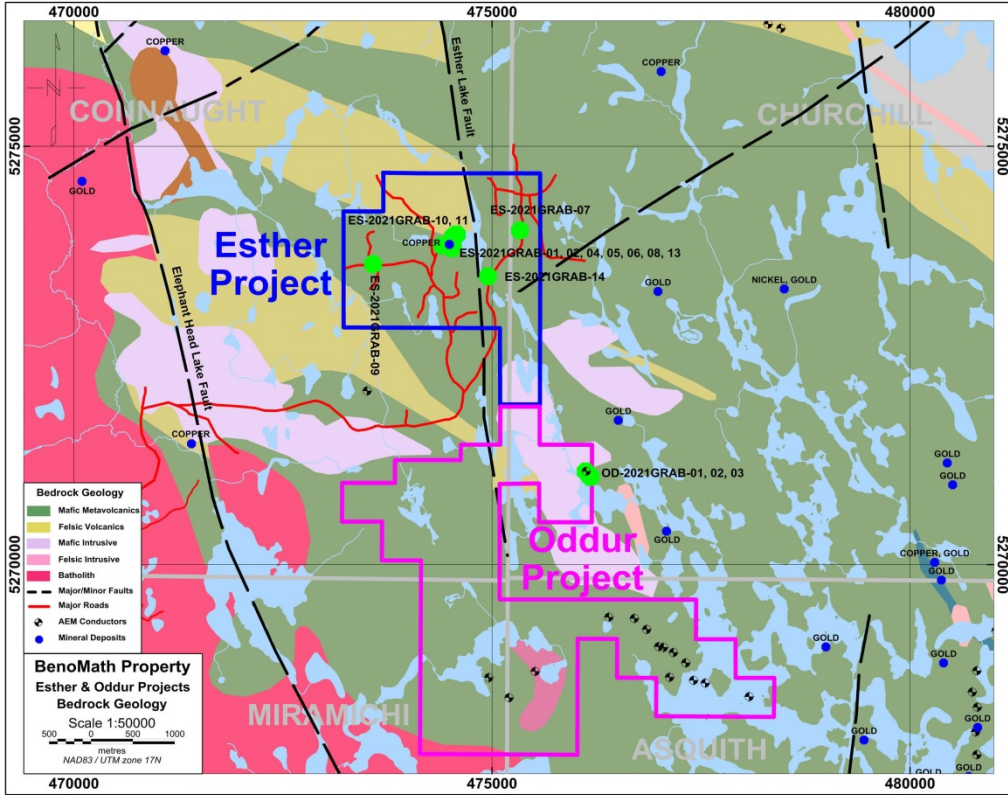 470000
475000
480000
COPPER
COPPER
CONNAUGHT
CHURCHILL
Esther Lake Fault
5275000
5275000
GOLD
ES-2021GRAB-07
ES-2021GRAB-10, 11
COPPER
ES-2021GRAB-01, 02, 04, 05, 06, 08, 13
Esther
Project
ES-2021GRAB-14
ES-2021GRAB-09
GOLD
NICKEL, GOLD
Elephant Head Lake Fault
GOLD
COPPER
OD-2021GRAB-01, 02, 03
GOLD
GOLD
GOLD
Oddur
Project
COPPER, GOLD
GOLD
5270000
5270000
Bedrock Geology
Mafic Metavolcanics
Felsic Volcanics
Mafic Intrusive
Felsic Intrusive
Batholith
Major/Minor Faults
Major Roads
AEM Conductors
Mineral Deposits
GOLD
GOLD
BenoMath Property
Esther & Oddur Projects
Bedrock Geology
Scale 1:50000
500 0 500 1000
metres
NAD83 / UTM zone 17N
MIRAMICHI
ASQUITH
GOLD
GOLD
GOLD
GOLD
470000
475000
480000